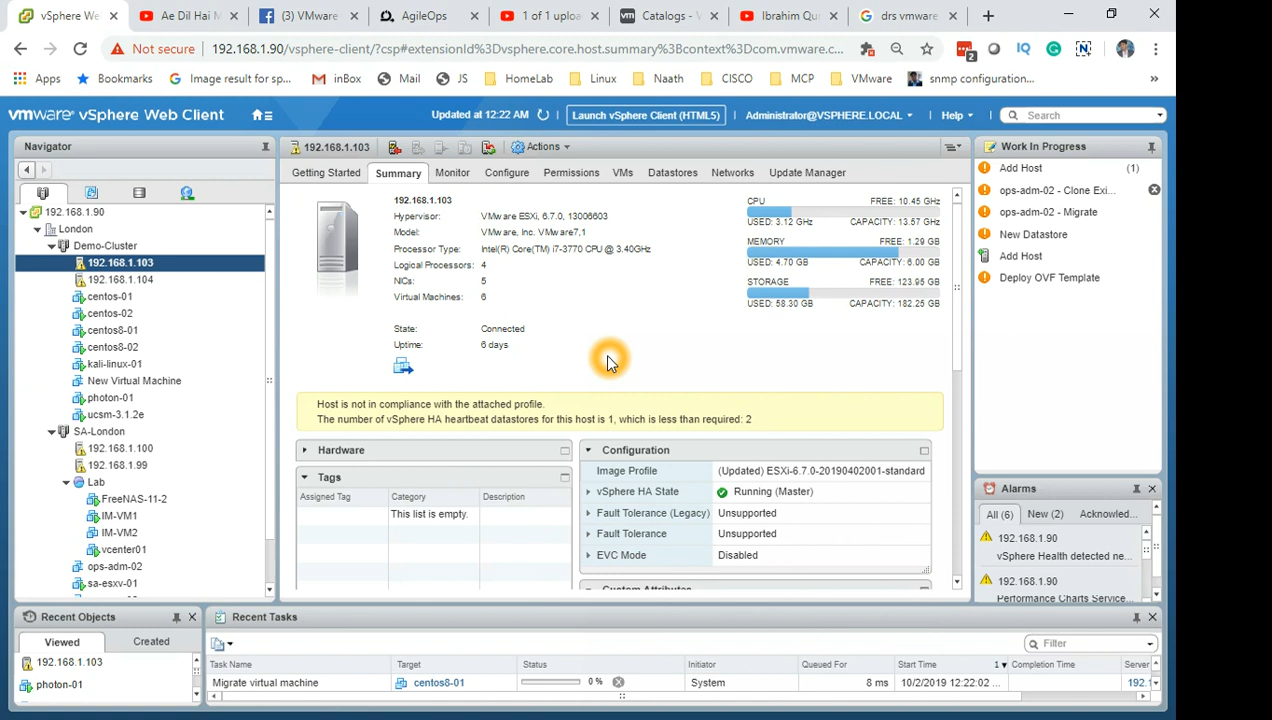 vSphere We
Ae Dil Hai M
(3) VMware
AgileOps
1 of 1 uploa
Catalogs - V
Ibrahim Qur
drs vmware
Not secure
192.168.1.90/vsphere-client/?csp#extensionId%3Dvsphere.core.host.summary%3Bcontext%3Dcom.vmware.c...
2
IQ
Apps
Bookmarks
Image result for sp...
inBox
Mail
JS
HomeLab
Linux
Naath
CISCO
MCP
VMware
snmp configuration...
»
vmware® vSphere Web Client
Updated at 12:22 AM
Launch vSphere Client (HTML5)
Administrator@VSPHERE.LOCAL
Help
Search
Navigator
192.168.1.90
London
Demo-Cluster
192.168.1.103
192.168.1.104
centos-01
centos-02
centos8-01
centos8-02
kali-linux-01
New Virtual Machine
photon-01
ucsm-3.1.2e
SA-London
192.168.1.100
192.168.1.99
Lab
FreeNAS-11-2
IM-VM1
IM-VM2
vcenter01
ops-adm-02
sa-esxv-01
192.168.1.103
Actions
Getting Started
Summary
Monitor
Configure
Permissions
VMs
Datastores
Networks
Update Manager
192.168.1.103
Hypervisor: VMware ESXi, 6.7.0, 13006603
Model: VMware, Inc. VMware7,1
Processor Type: Intel(R) Core(TM) i7-3770 CPU @ 3.40GHz
Logical Processors: 4
NICs: 5
Virtual Machines: 6
State: Connected
Uptime: 6 days
CPU FREE: 10.45 GHz
USED: 3.12 GHz CAPACITY: 13.57 GHz
MEMORY FREE: 1.29 GB
USED: 4.70 GB CAPACITY: 6.00 GB
STORAGE FREE: 123.95 GB
USED: 58.30 GB CAPACITY: 182.25 GB
Host is not in compliance with the attached profile.
The number of vSphere HA heartbeat datastores for this host is 1, which is less than required: 2
Hardware
Tags
Assigned Tag Category Description
This list is empty.
Configuration
Image Profile (Updated) ESXi-6.7.0-20190402001-standard
vSphere HA State Running (Master)
Fault Tolerance (Legacy) Unsupported
Fault Tolerance Unsupported
EVC Mode Disabled
Custom Attributes
Work In Progress
Add Host (1)
ops-adm-02 - Clone Exi...
ops-adm-02 - Migrate
New Datastore
Add Host
Deploy OVF Template
Alarms
All (6)
New (2)
Acknowled...
192.168.1.90
vSphere Health detected ne...
192.168.1.90
Performance Charts Service...
Recent Objects
Viewed
Created
192.168.1.103
photon-01
Recent Tasks
Filter
Task Name Target Status Initiator Queued For Start Time 1 Completion Time Server
Migrate virtual machine centos8-01 0 % System 8 ms 10/2/2019 12:22:02 ... 192.1